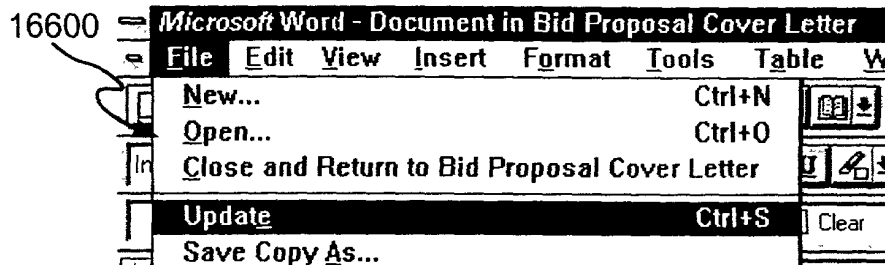 16600
Microsoft Word - Document in Bid Proposal Cover Letter
File Edit View Insert Format Tools Table W
New... Ctrl+N
Open... Ctrl+O
In
Close and Return to Bid Proposal Cover Letter
U
Update Ctrl+S
Clear
Save Copy As...